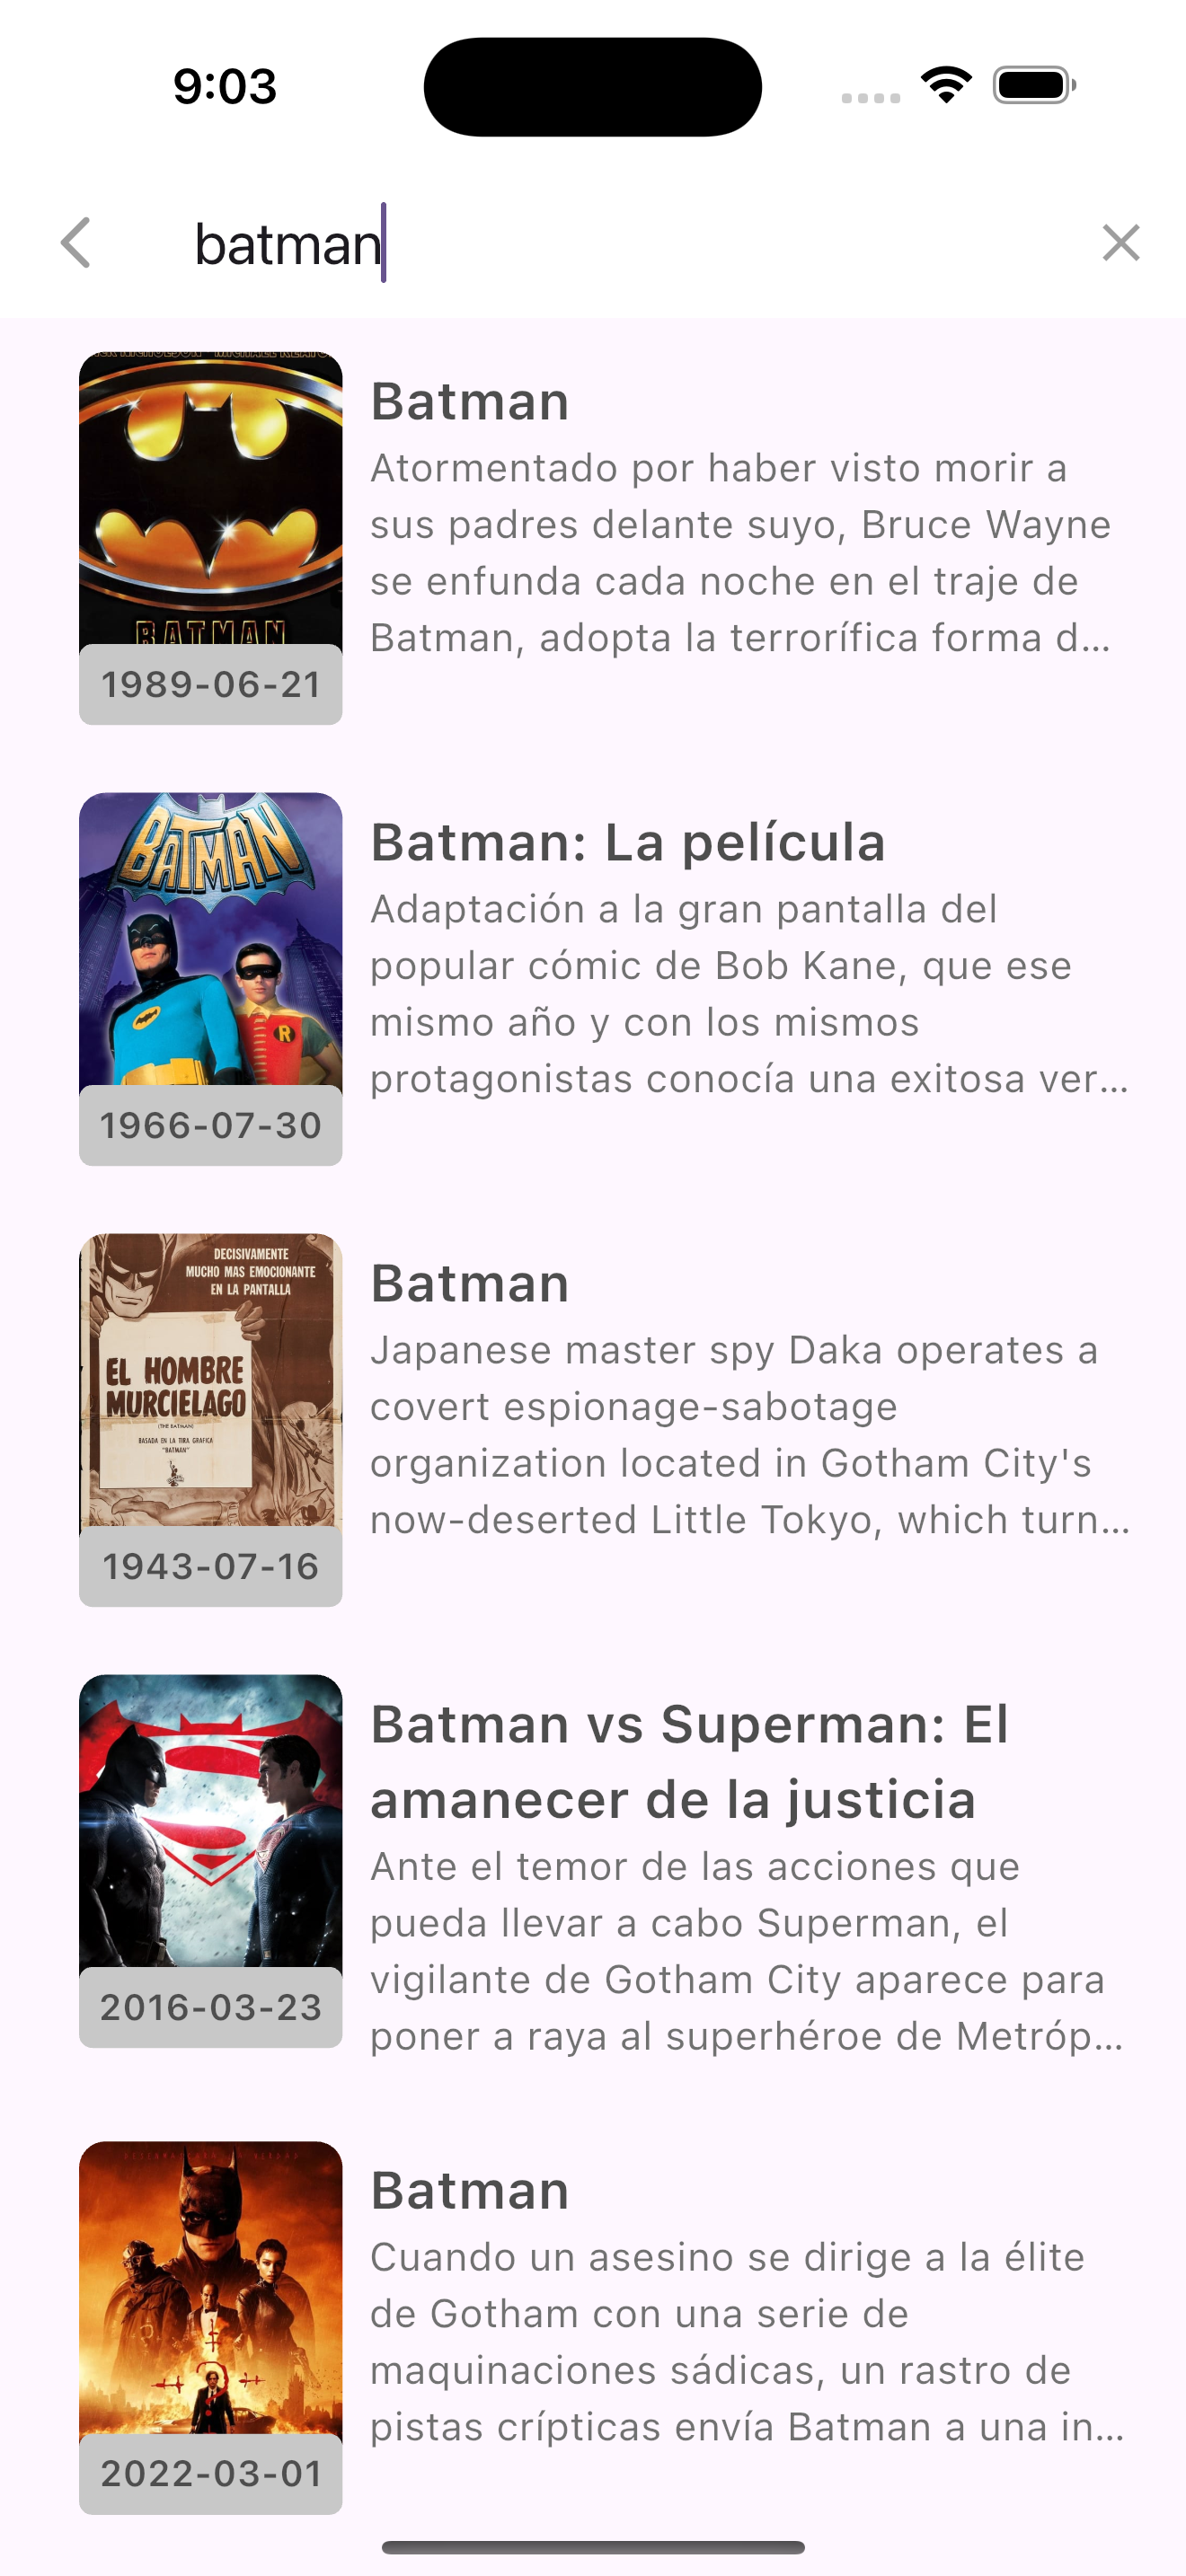 9:03
batman
BATMAN
1989-06-21
Batman
Atormentado por haber visto morir a
sus padres delante suyo, Bruce Wayne
se enfunda cada noche en el traje de
Batman, adopta la terrorífica forma d...
BATMAN
R
1966-07-30
Batman: La película
Adaptación a la gran pantalla del
popular cómic de Bob Kane, que ese
mismo año y con los mismos
protagonistas conocía una exitosa ver...
DECISIVAMENTE
MUCHO MAS EMOCIONANTE
EN LA PANTALLA
EL HOMBRE
MURCIELAGO
(THE BATMAN)
BASADA EN LA TIRA GRAFICA
"BATMAN"
1943-07-16
Batman
Japanese master spy Daka operates a
covert espionage-sabotage
organization located in Gotham City's
now-deserted Little Tokyo, which turn...
2016-03-23
Batman vs Superman: El
amanecer de la justicia
Ante el temor de las acciones que
pueda llevar a cabo Superman, el
vigilante de Gotham City aparece para
poner a raya al superhéroe de Metróp...
2022-03-01
Batman
Cuando un asesino se dirige a la élite
de Gotham con una serie de
maquinaciones sádicas, un rastro de
pistas crípticas envía Batman a una in...